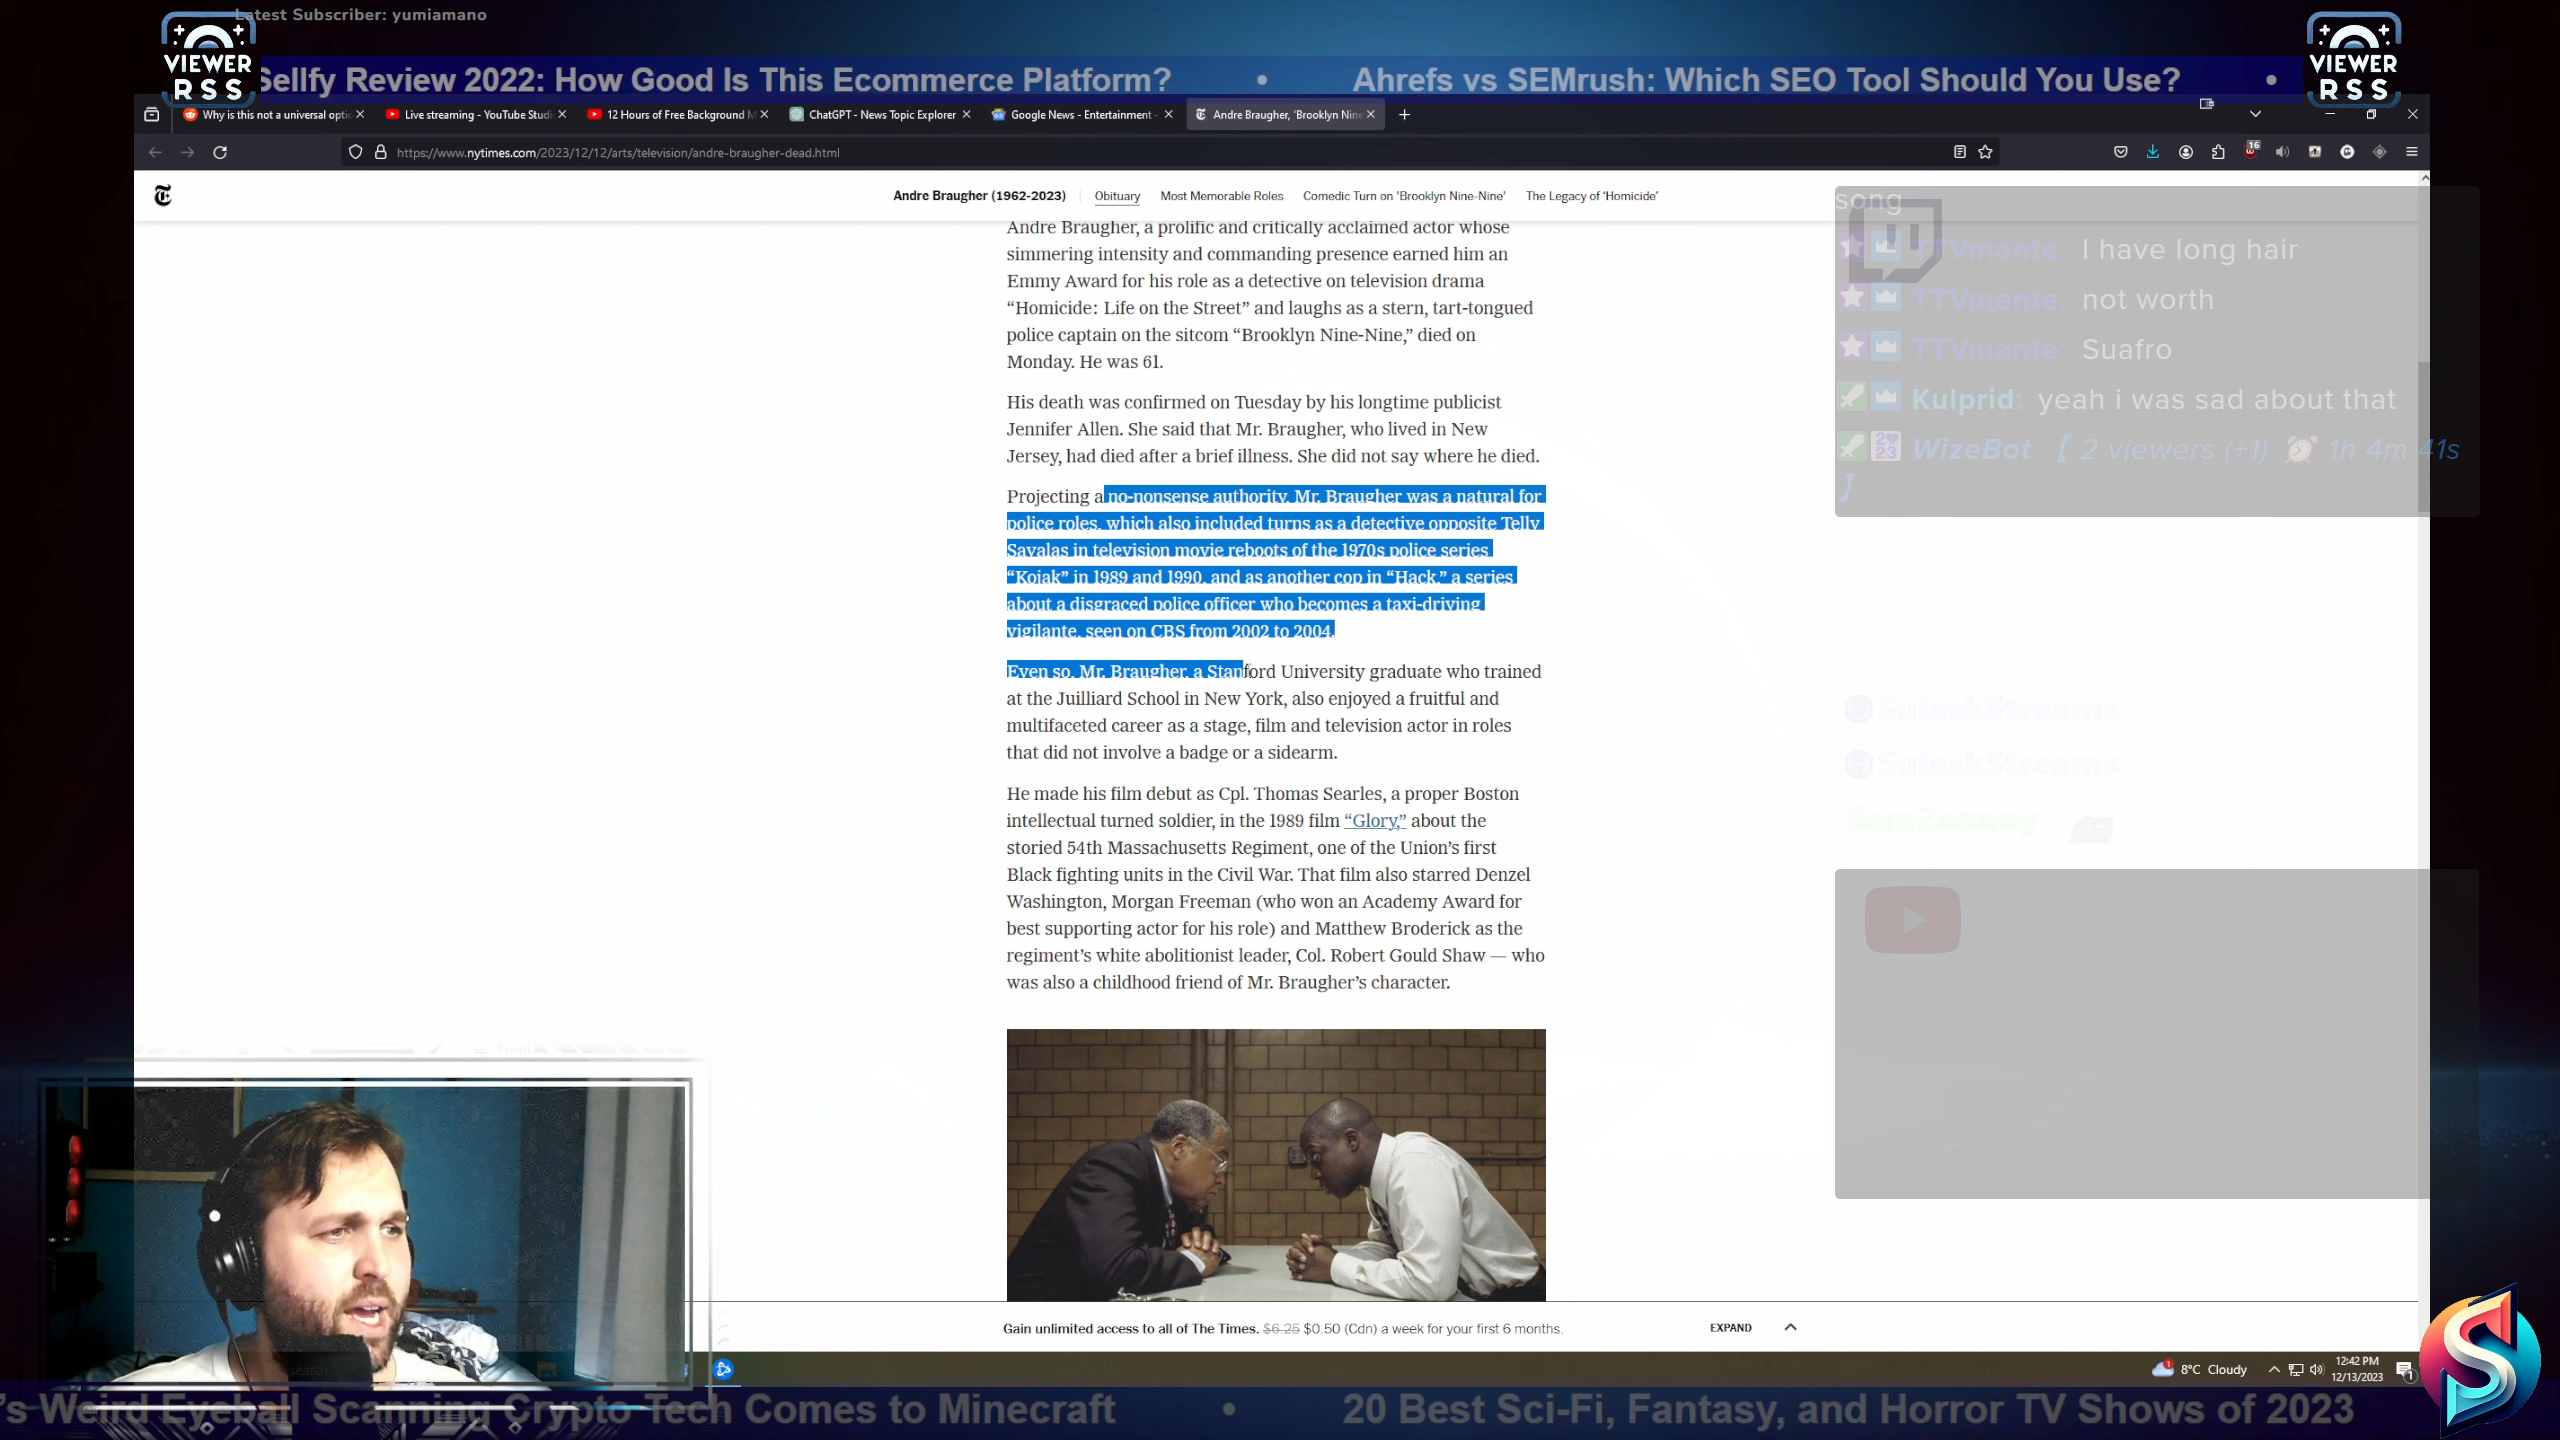 Latest Subscriber: yumiamano
VIEWER
RSS
Sellfy Review 2022: How Good Is This Ecommerce Platform? • Ahrefs vs SEMrush: Which SEO Tool Should You Use? •
VIEWER
RSS
Why is this not a universal optic
Live streaming - YouTube Studi
12 Hours of Free Background M
ChatGPT - News Topic Explorer
Google News - Entertainment -
Andre Braugher, 'Brooklyn Nine
https://www.nytimes.com/2023/12/12/arts/television/andre-braugher-dead.html
16
Andre Braugher (1962-2023)
Obituary
Most Memorable Roles
Comedic Turn on 'Brooklyn Nine-Nine'
The Legacy of 'Homicide'
Andre Braugher, a prolific and critically acclaimed actor whose
simmering intensity and commanding presence earned him an
Emmy Award for his role as a detective on television drama
“Homicide: Life on the Street” and laughs as a stern, tart-tongued
police captain on the sitcom “Brooklyn Nine-Nine,” died on
Monday. He was 61.
His death was confirmed on Tuesday by his longtime publicist
Jennifer Allen. She said that Mr. Braugher, who lived in New
Jersey, had died after a brief illness. She did not say where he died.
Projecting a no-nonsense authority, Mr. Braugher was a natural for
police roles, which also included turns as a detective opposite Telly
Savalas in television movie reboots of the 1970s police series
“Kojak” in 1989 and 1990, and as another cop in “Hack,” a series
about a disgraced police officer who becomes a taxi-driving
vigilante, seen on CBS from 2002 to 2004.
Even so, Mr. Braugher, a Stanford University graduate who trained
at the Juilliard School in New York, also enjoyed a fruitful and
multifaceted career as a stage, film and television actor in roles
that did not involve a badge or a sidearm.
He made his film debut as Cpl. Thomas Searles, a proper Boston
intellectual turned soldier, in the 1989 film “Glory,” about the
storied 54th Massachusetts Regiment, one of the Union’s first
Black fighting units in the Civil War. That film also starred Denzel
Washington, Morgan Freeman (who won an Academy Award for
best supporting actor for his role) and Matthew Broderick as the
regiment’s white abolitionist leader, Col. Robert Gould Shaw — who
was also a childhood friend of Mr. Braugher’s character.
song
TTVmante: I have long hair
TTVmante: not worth
TTVmante: Suafro
Kulprid: yeah i was sad about that
2023 WizeBot 【 2 viewers (+1) 1h 4m 41s
】
SulackStreams
SulackStreams
Gain unlimited access to all of The Times. $6.25 $0.50 (Cdn) a week for your first 6 months.
EXPAND
search
8°C Cloudy
12:42 PM
12/13/2023
1
's Weird Eyeball Scanning Crypto Tech Comes to Minecraft • 20 Best Sci-Fi, Fantasy, and Horror TV Shows of 2023